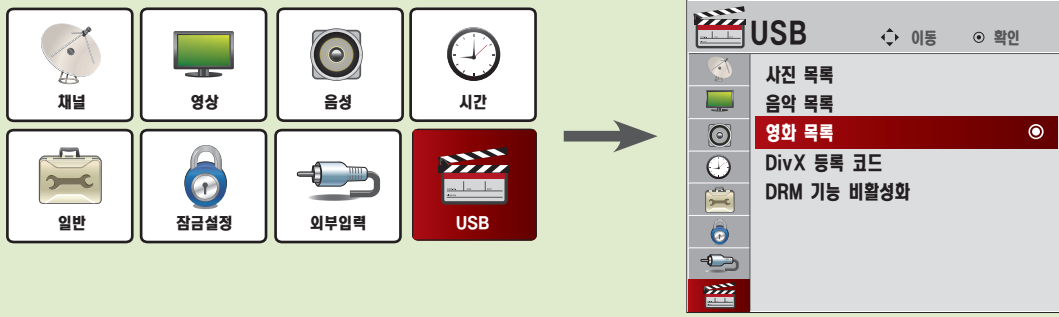 채널 영상 음성 시간
일반 잠금설정 외부입력 USB
USB 이동 확인
사진 목록
음악 목록
영화 목록
DivX 등록 코드
DRM 기능 비활성화